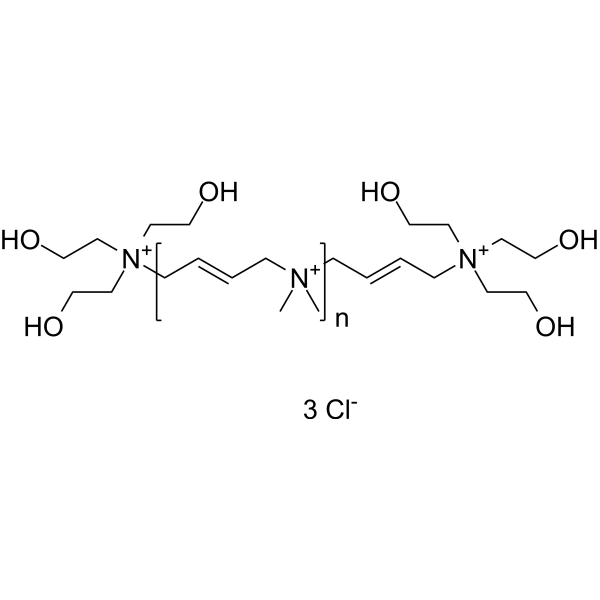 OH HO
HO N+ N+ OH
N+
HO n OH
3 Cl-